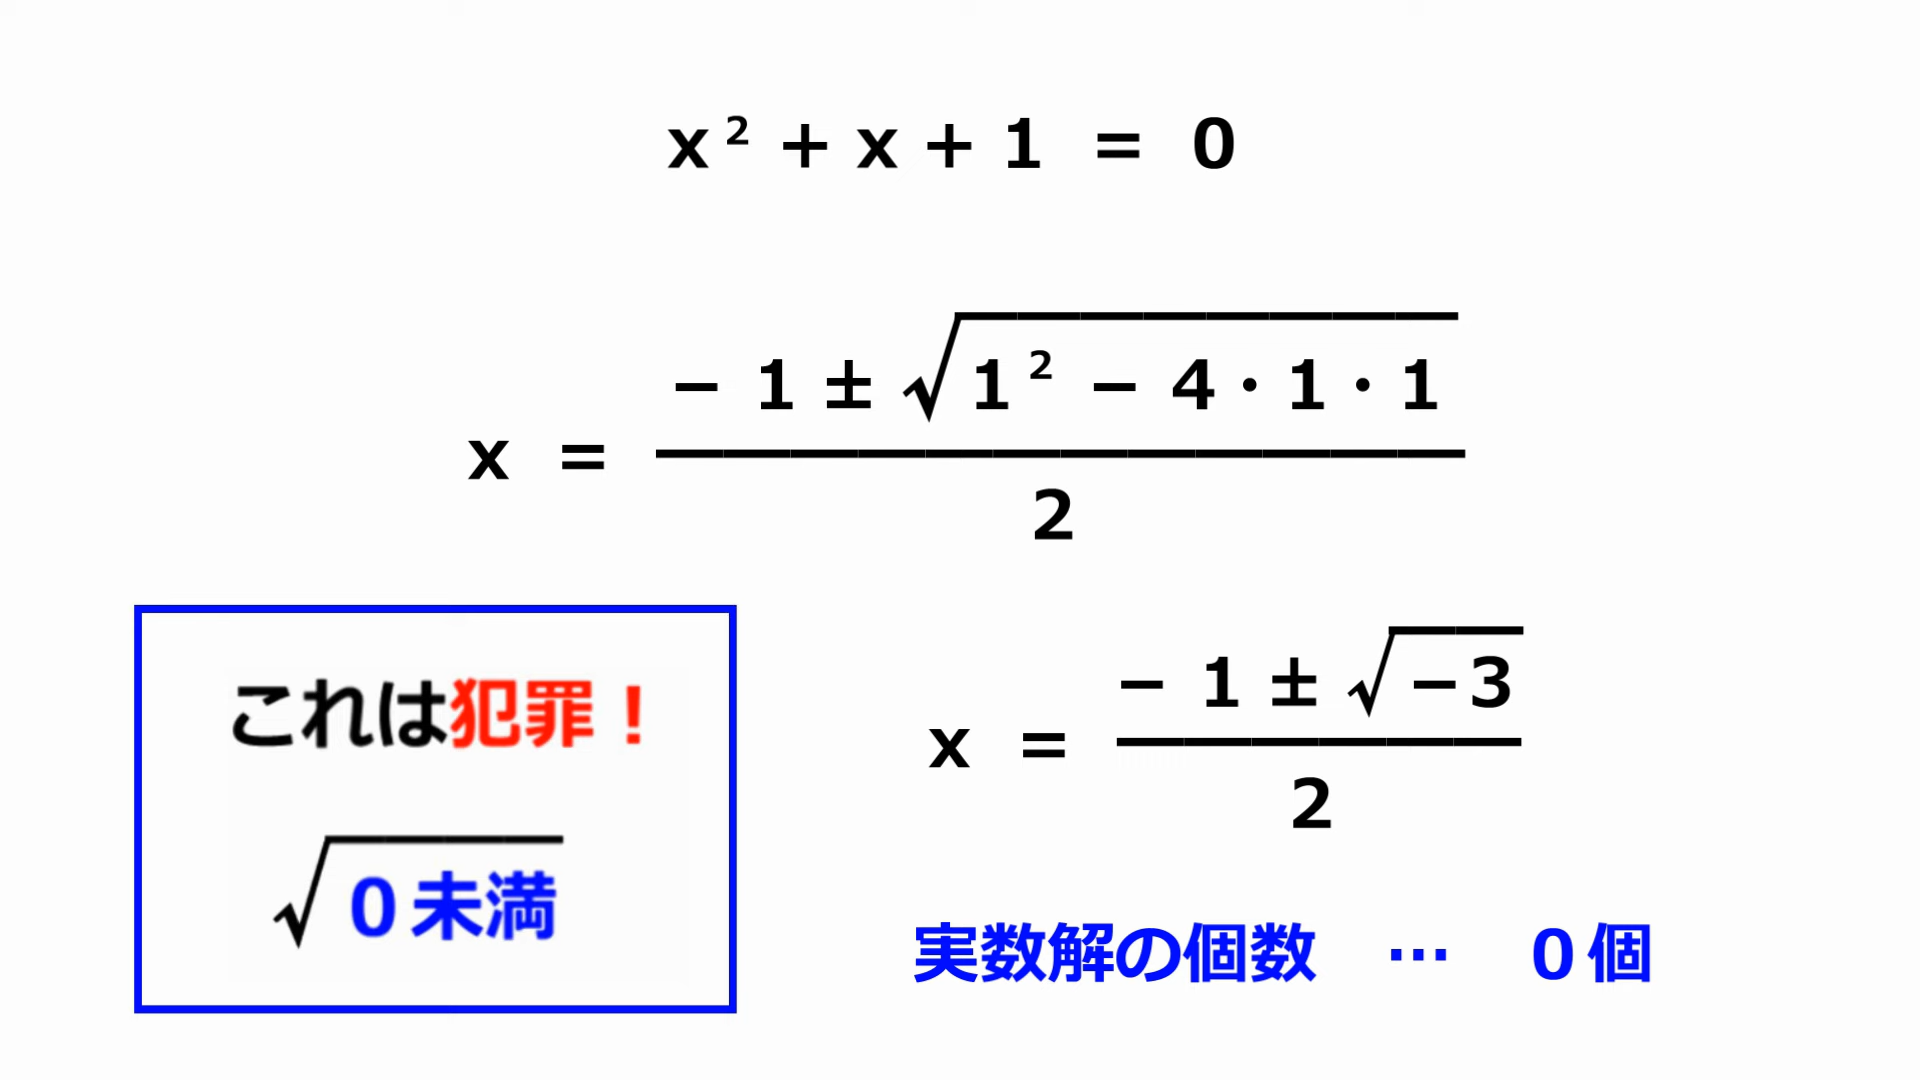 x² + x + 1 = 0
x = (− 1 ± √(1² − 4・1・1)) / 2
これは犯罪！
√0未満
x = (− 1 ± √−3) / 2
実数解の個数 … 0個